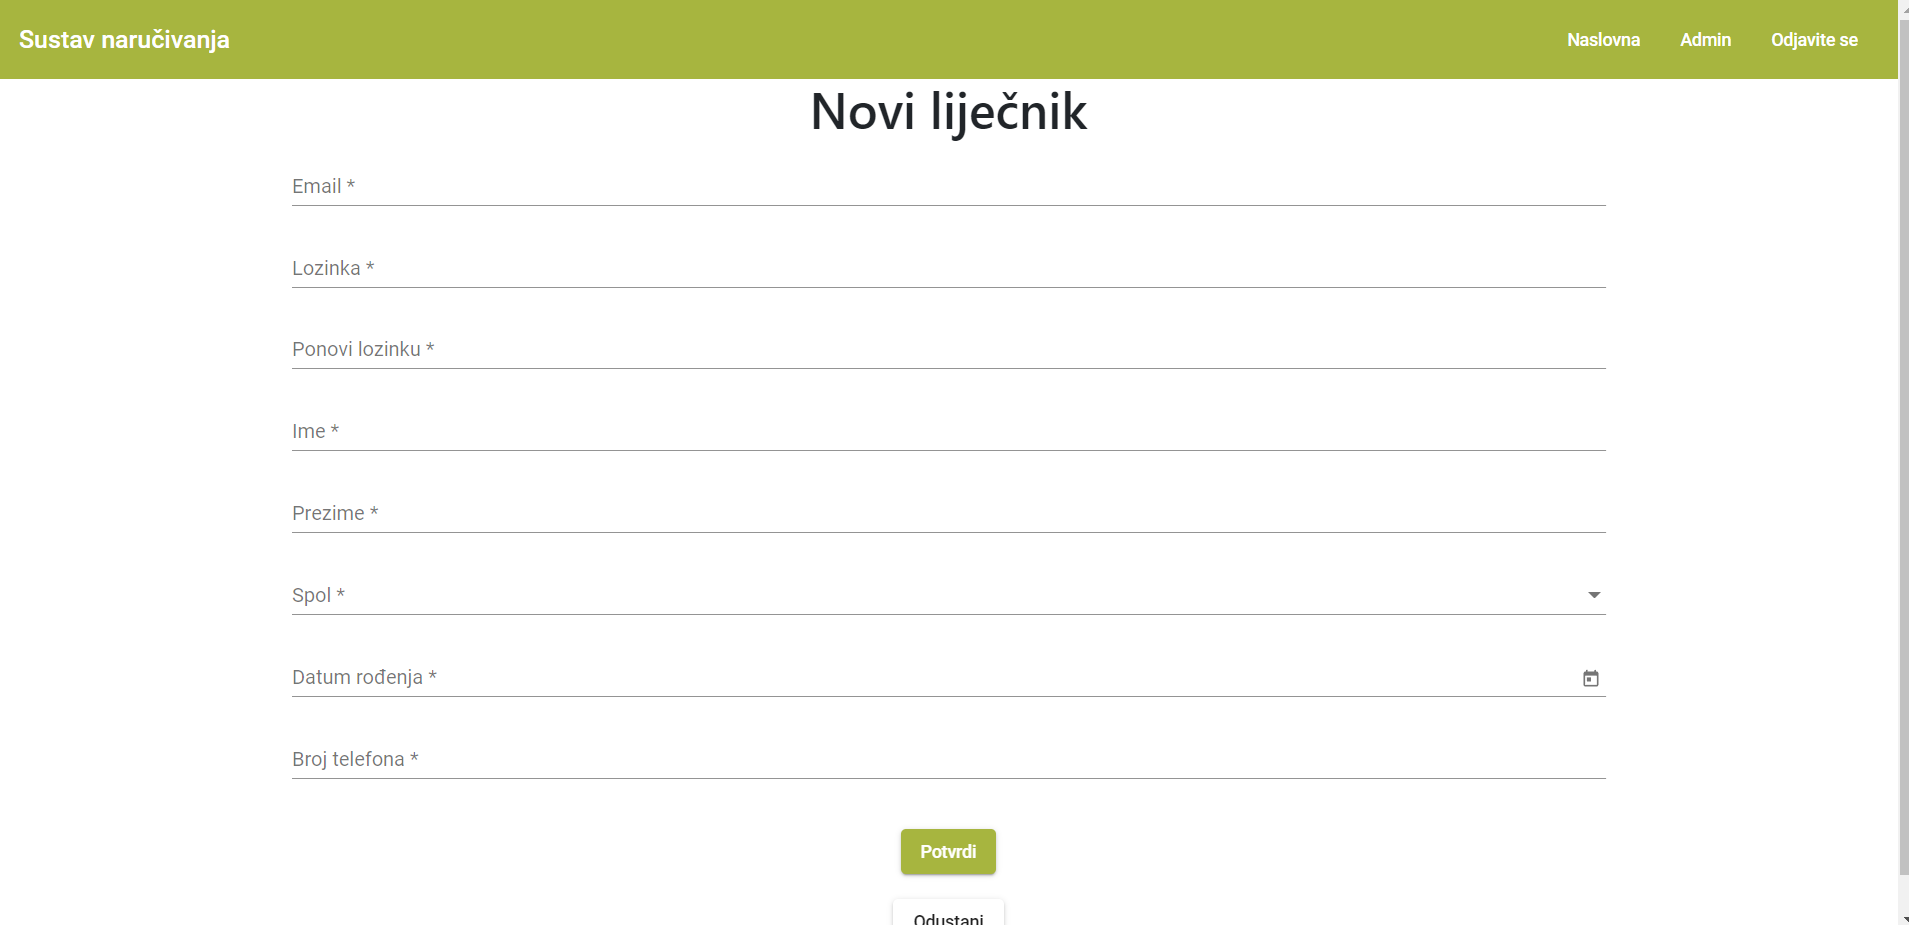 Sustav naručivanja
Naslovna Admin Odjavite se
Novi liječnik
Email *
Lozinka *
Ponovi lozinku *
Ime *
Prezime *
Spol *
Datum rođenja *
Broj telefona *
Potvrdi
Odustani